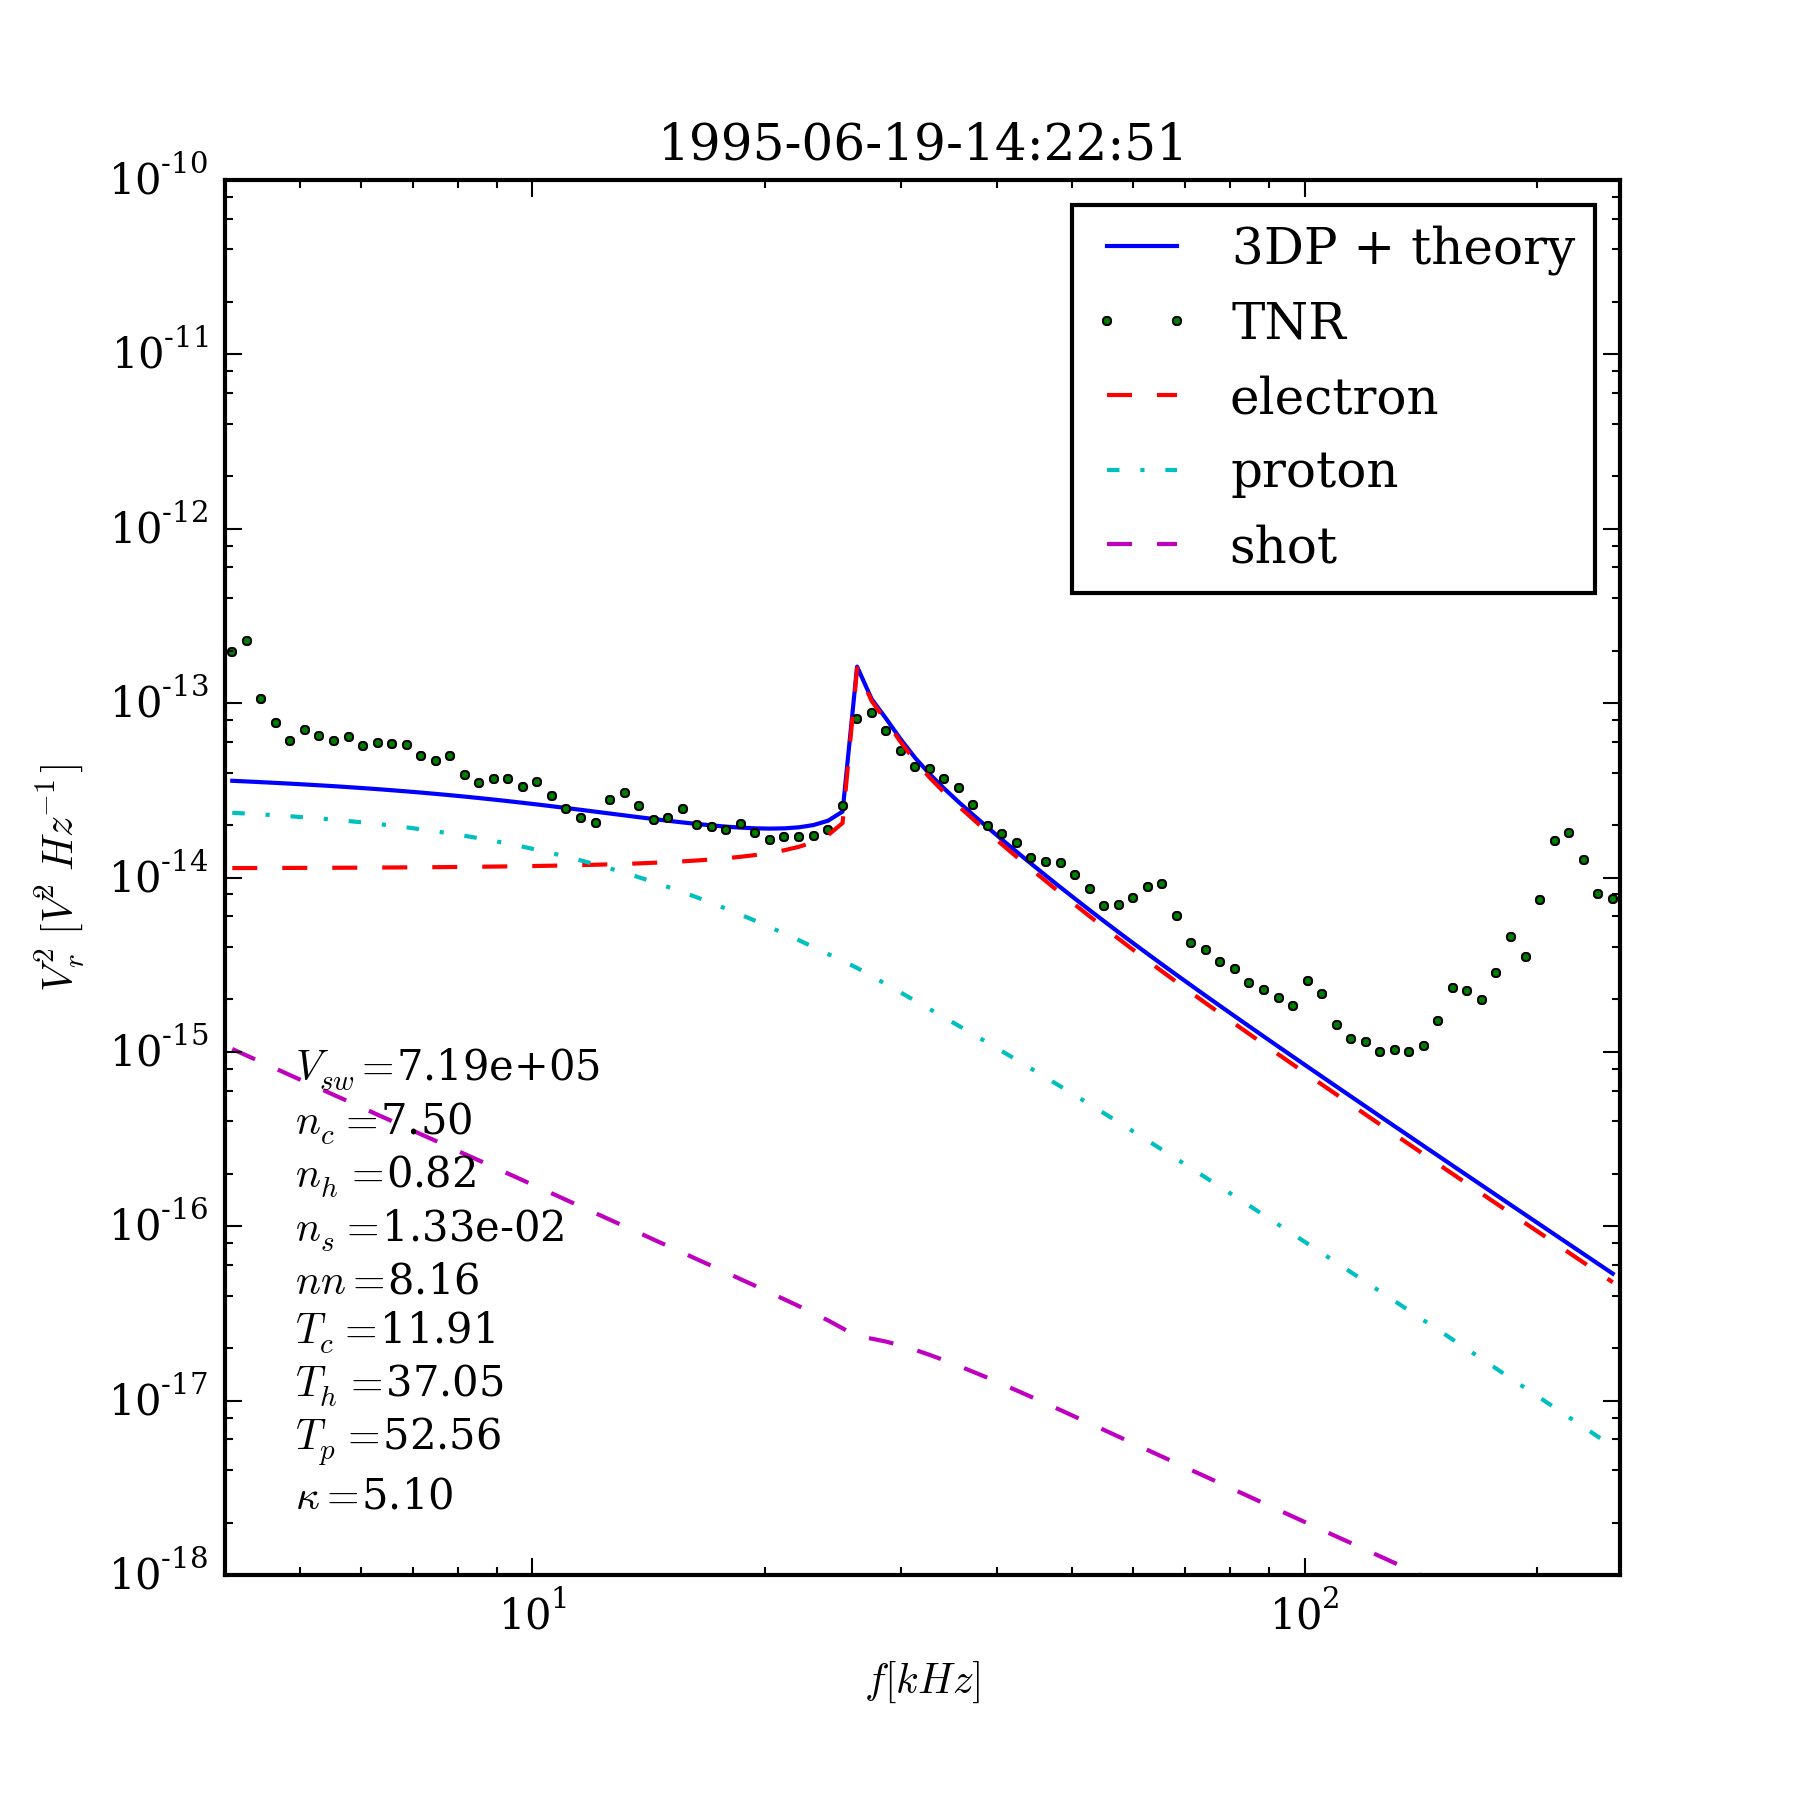 1995-06-19-14:22:51
10^-10
10^-11
10^-12
10^-13
10^-14
10^-15
10^-16
10^-17
10^-18
V_r^2 [V^2 Hz^-1]
3DP + theory
TNR
electron
proton
shot
V_sw =7.19e+05
n_c =7.50
n_h =0.82
n_s =1.33e-02
nn =8.16
T_c =11.91
T_h =37.05
T_p =52.56
κ =5.10
10^1 10^2
f[kHz]